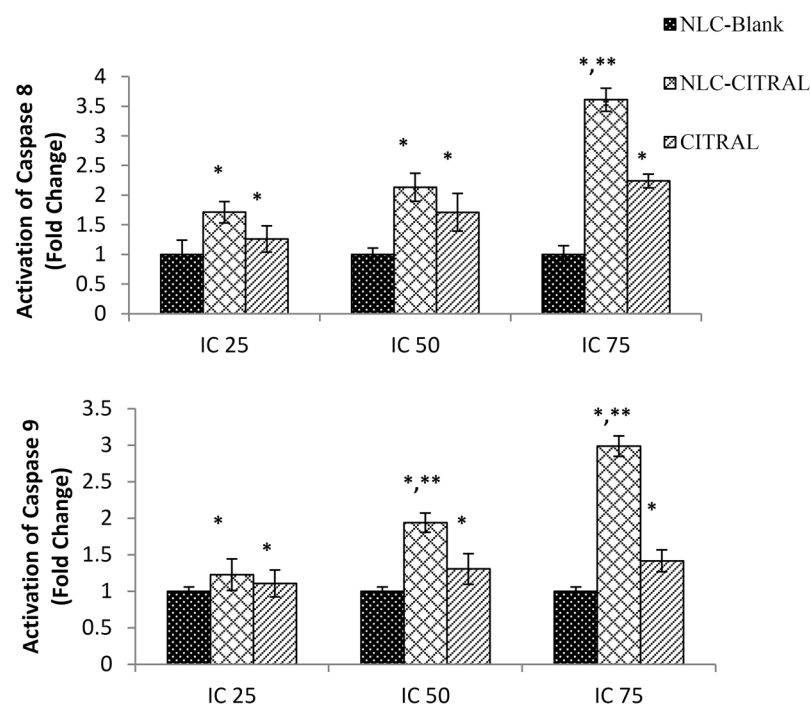 NLC-Blank
NLC-CITRAL
CITRAL
Activation of Caspase 8
(Fold Change)
4
3.5
3
2.5
2
1.5
1
0.5
0
*
*
*
*
*,**
*
IC 25
IC 50
IC 75
Activation of Caspase 9
(Fold Change)
3.5
3
2.5
2
1.5
1
0.5
0
*
*
*,**
*
*,**
*
IC 25
IC 50
IC 75